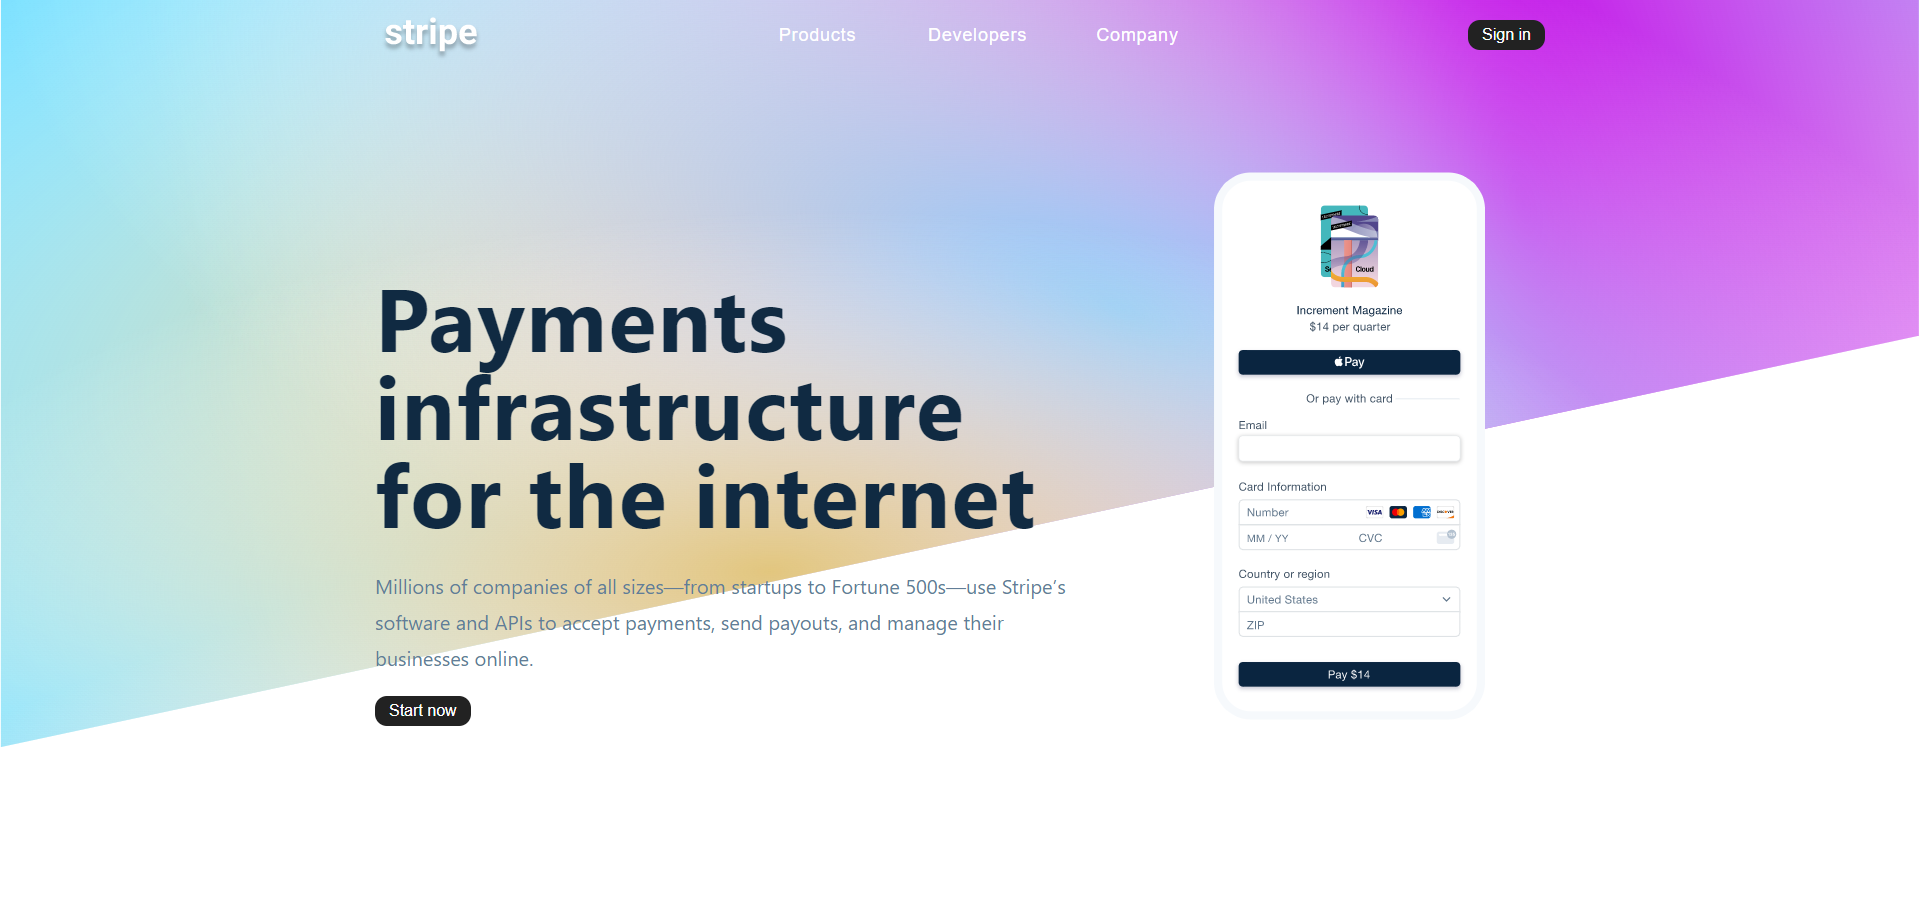 stripe
Products
Developers
Company
Sign in
Payments
infrastructure
for the internet
Millions of companies of all sizes—from startups to Fortune 500s—use Stripe’s
software and APIs to accept payments, send payouts, and manage their
businesses online.
Start now
Cloud
Increment Magazine
$14 per quarter
Pay
Or pay with card
Email
Card Information
Number
VISA
DISCOVER
MM / YY
CVC
Country or region
United States
ZIP
Pay $14